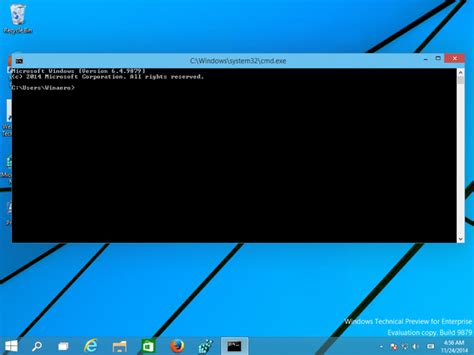 Recycle Bin
C:\Windows\system32\cmd.exe
Microsoft Windows [Version 6.4.9879]
(c) 2014 Microsoft Corporation. All rights reserved.
C:\Users\Winaero>
Windows Technical Preview for Enterprise
Evaluation copy. Build 9879
4:56 AM
11/24/2014